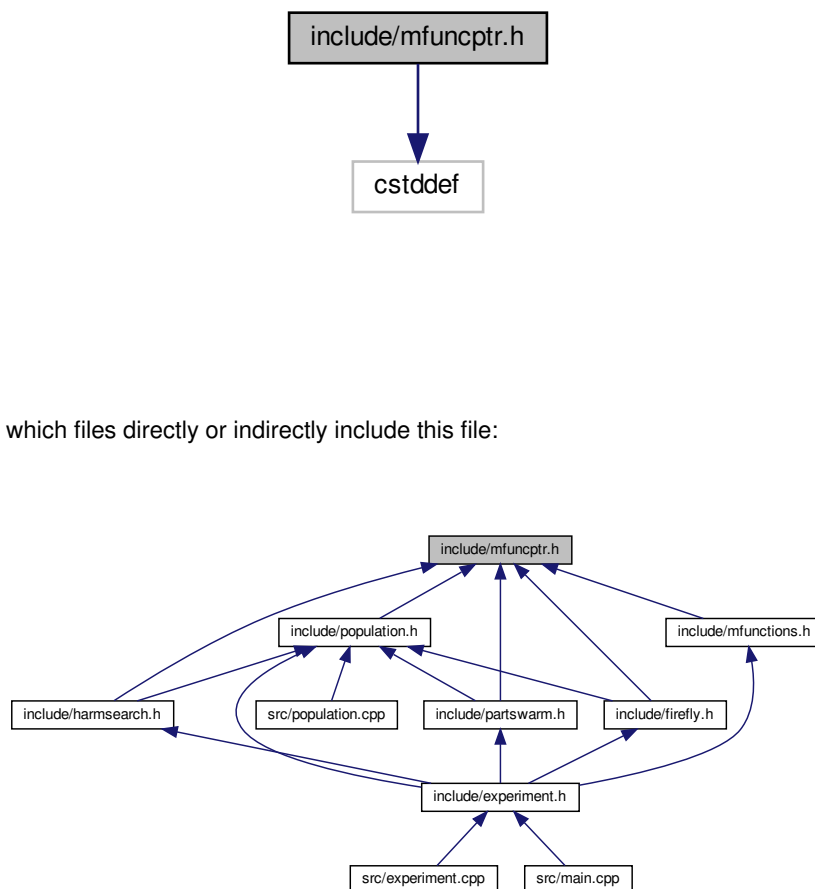 include/mfuncptr.h
cstddef
which files directly or indirectly include this file:
include/mfuncptr.h
include/population.h
include/mfunctions.h
include/harmsearch.h
src/population.cpp
include/partswarm.h
include/firefly.h
include/experiment.h
src/experiment.cpp
src/main.cpp